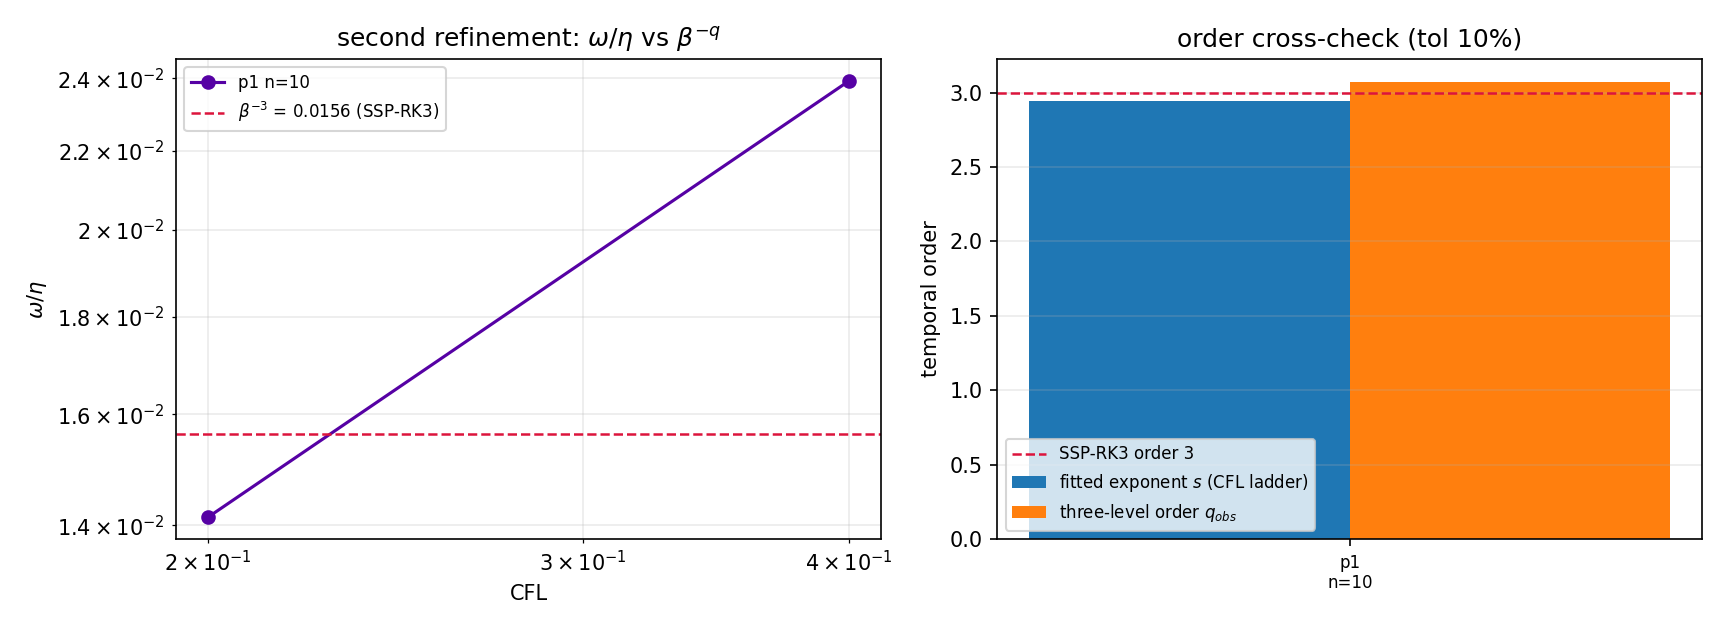 second refinement: ω/η vs β⁻q
2.4 × 10⁻²
2.2 × 10⁻²
2 × 10⁻²
1.8 × 10⁻²
1.6 × 10⁻²
1.4 × 10⁻²
ω/η
p1 n=10
β⁻³ = 0.0156 (SSP-RK3)
2 × 10⁻¹
3 × 10⁻¹
4 × 10⁻¹
CFL
order cross-check (tol 10%)
3.0
2.5
2.0
1.5
1.0
0.5
0.0
temporal order
SSP-RK3 order 3
fitted exponent s (CFL ladder)
three-level order q_obs
p1
n=10